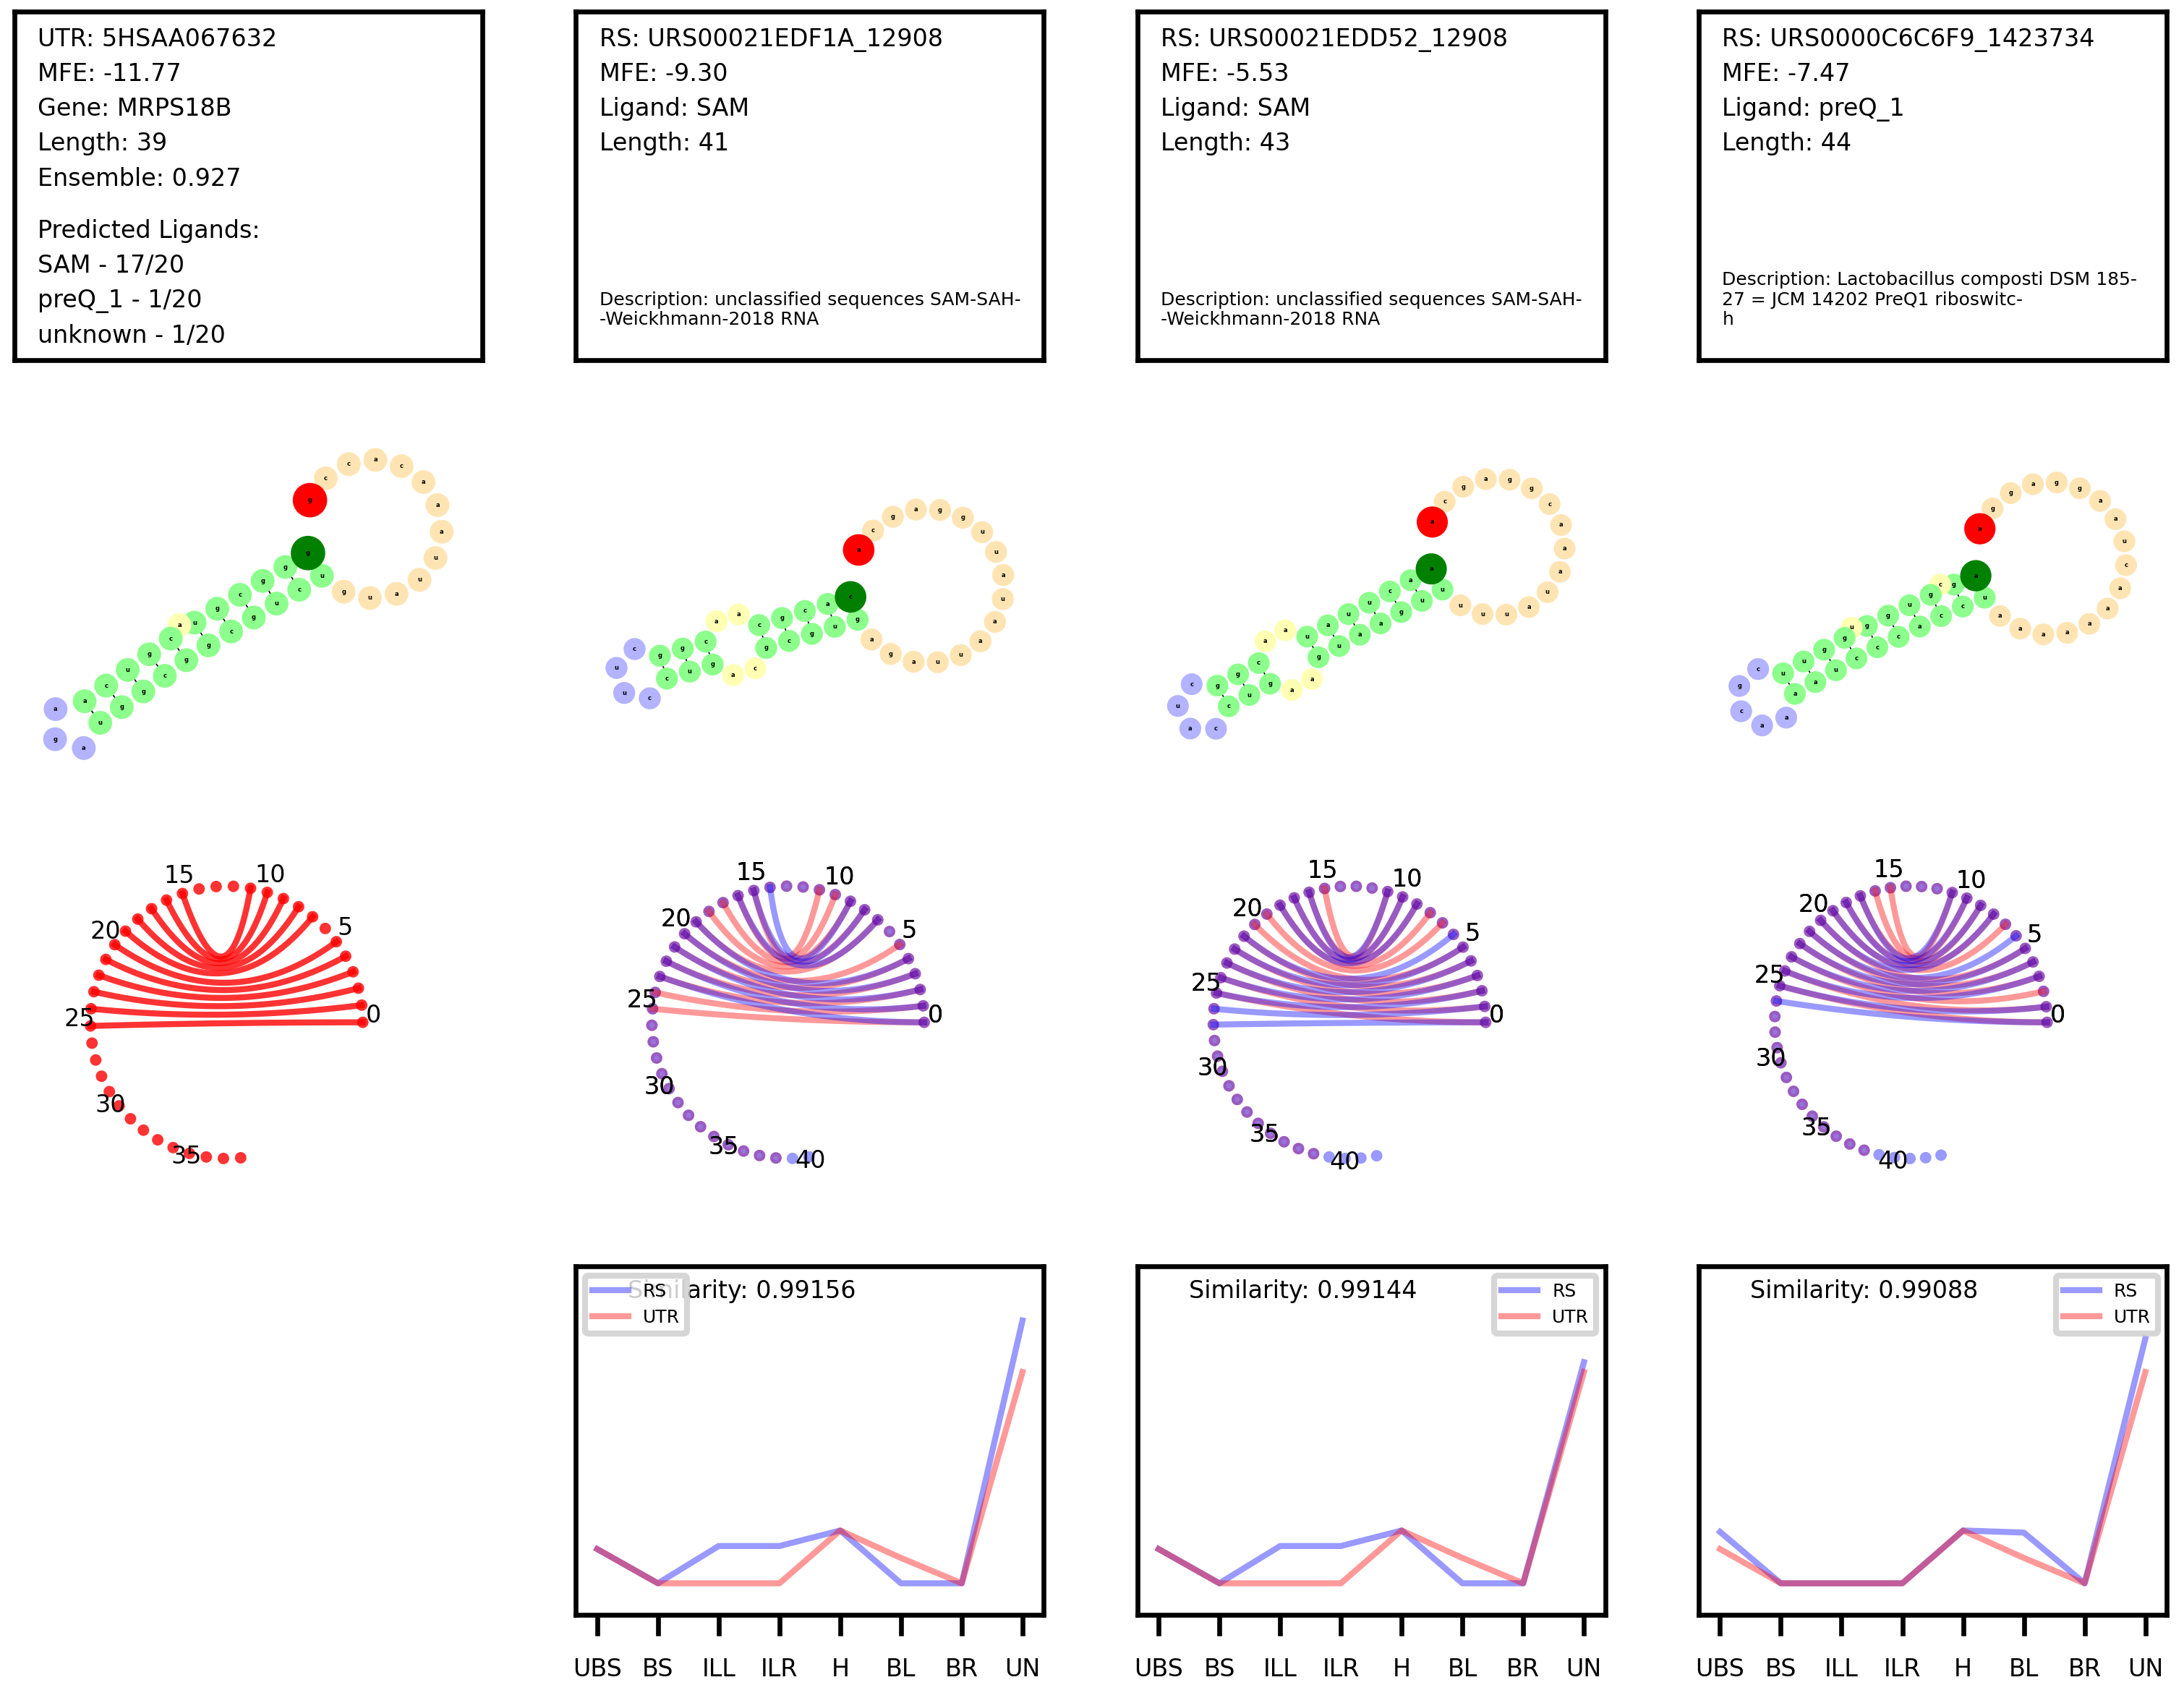 UTR: 5HSAA067632
MFE: -11.77
Gene: MRPS18B
Length: 39
Ensemble: 0.927
Predicted Ligands:
SAM - 17/20
preQ_1 - 1/20
unknown - 1/20
RS: URS00021EDF1A_12908
MFE: -9.30
Ligand: SAM
Length: 41
Description: unclassified sequences SAM-SAH-
-Weickhmann-2018 RNA
RS: URS00021EDD52_12908
MFE: -5.53
Ligand: SAM
Length: 43
Description: unclassified sequences SAM-SAH-
-Weickhmann-2018 RNA
RS: URS0000C6C6F9_1423734
MFE: -7.47
Ligand: preQ_1
Length: 44
Description: Lactobacillus composti DSM 185-
27 = JCM 14202 PreQ1 riboswitc-
h
0 5 10 15 20 25 30 35
0 5 10 15 20 25 30 35 40
0 5 10 15 20 25 30 35 40
0 5 10 15 20 25 30 35 40
Similarity: 0.99156
RS
UTR
UBS BS ILL ILR H BL BR UN
Similarity: 0.99144
RS
UTR
UBS BS ILL ILR H BL BR UN
Similarity: 0.99088
RS
UTR
UBS BS ILL ILR H BL BR UN